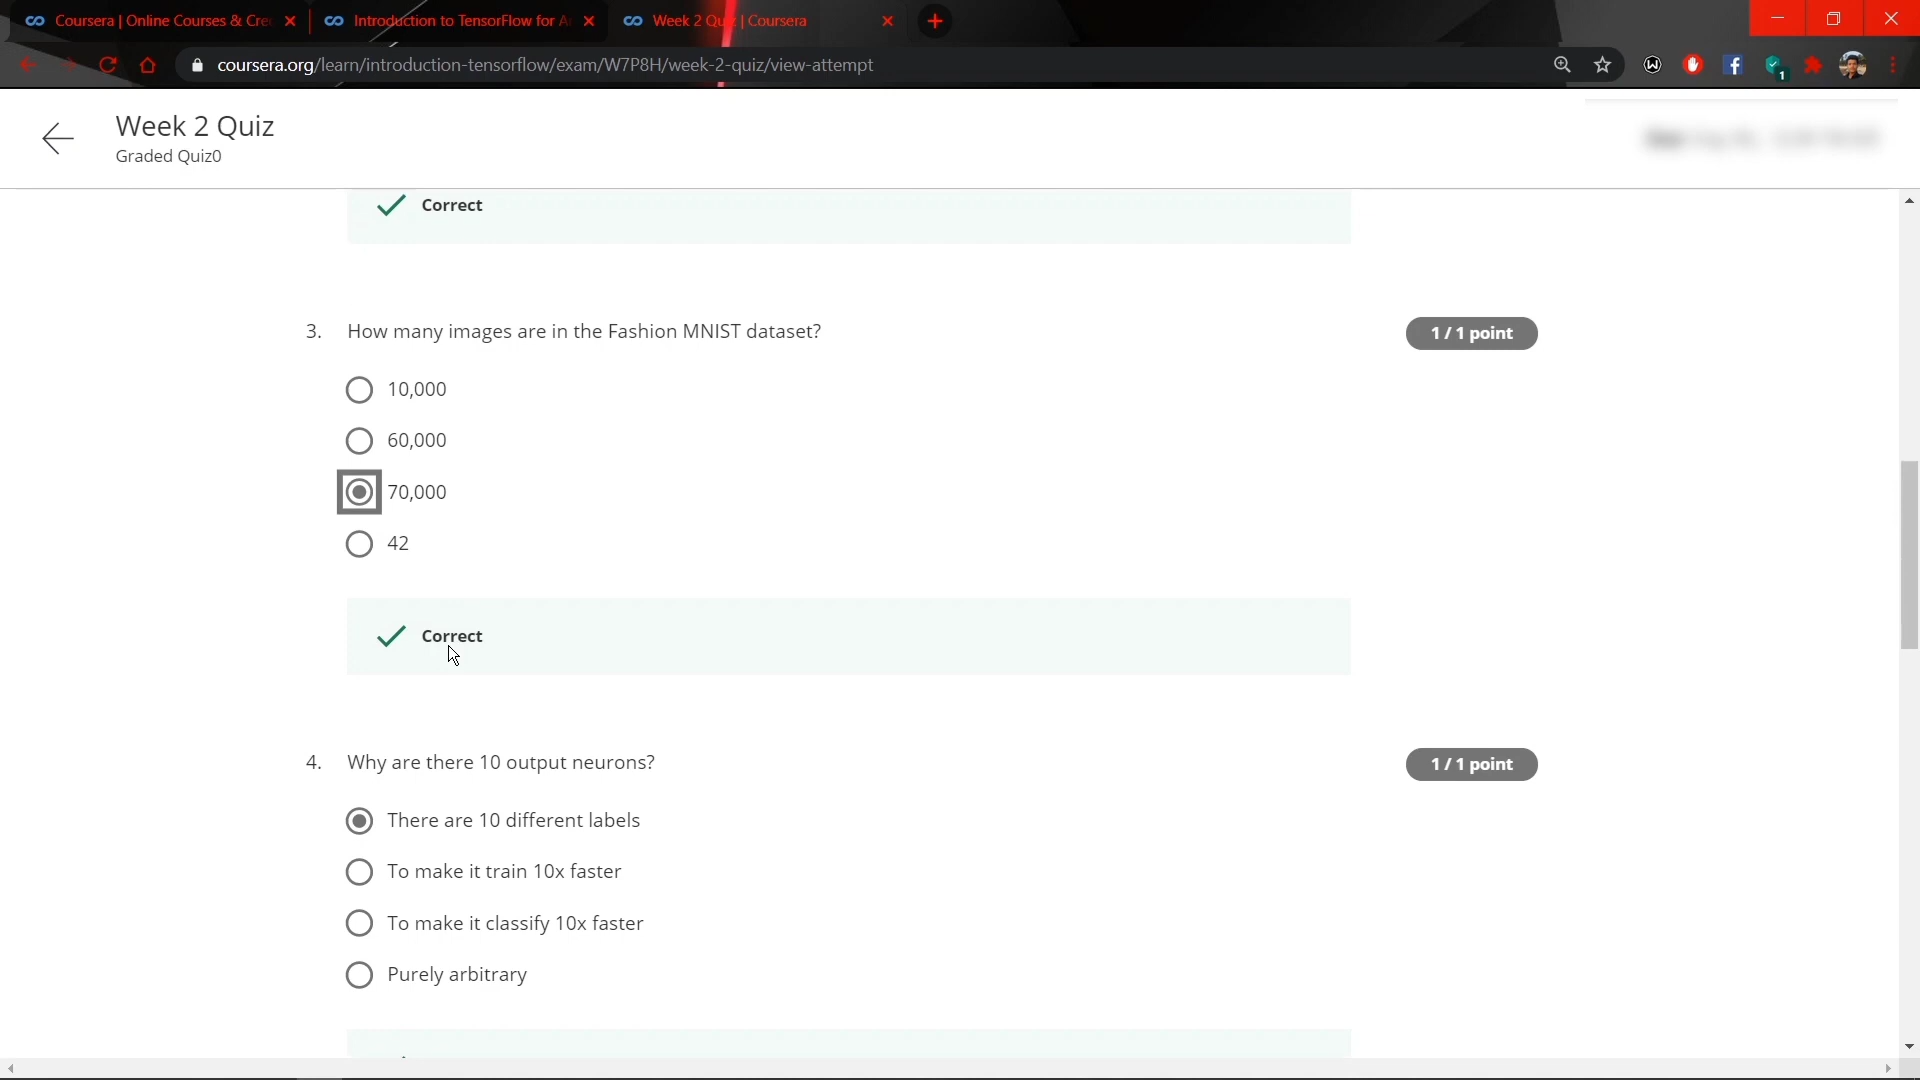 Coursera | Online Courses & Cre
Introduction to TensorFlow for A
Week 2 Quiz | Coursera
coursera.org/learn/introduction-tensorflow/exam/W7P8H/week-2-quiz/view-attempt
1
Week 2 Quiz
Graded Quiz0
Correct
3. How many images are in the Fashion MNIST dataset?
1 / 1 point
10,000
60,000
70,000
42
Correct
4. Why are there 10 output neurons?
1 / 1 point
There are 10 different labels
To make it train 10x faster
To make it classify 10x faster
Purely arbitrary